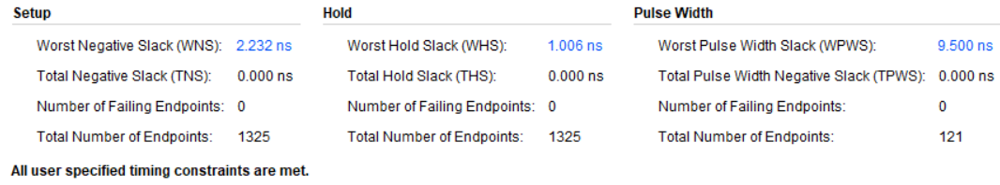 Setup
Worst Negative Slack (WNS): 2.232 ns
Total Negative Slack (TNS): 0.000 ns
Number of Failing Endpoints: 0
Total Number of Endpoints: 1325
Hold
Worst Hold Slack (WHS): 1.006 ns
Total Hold Slack (THS): 0.000 ns
Number of Failing Endpoints: 0
Total Number of Endpoints: 1325
Pulse Width
Worst Pulse Width Slack (WPWS): 9.500 ns
Total Pulse Width Negative Slack (TPWS): 0.000 ns
Number of Failing Endpoints: 0
Total Number of Endpoints: 121
All user specified timing constraints are met.